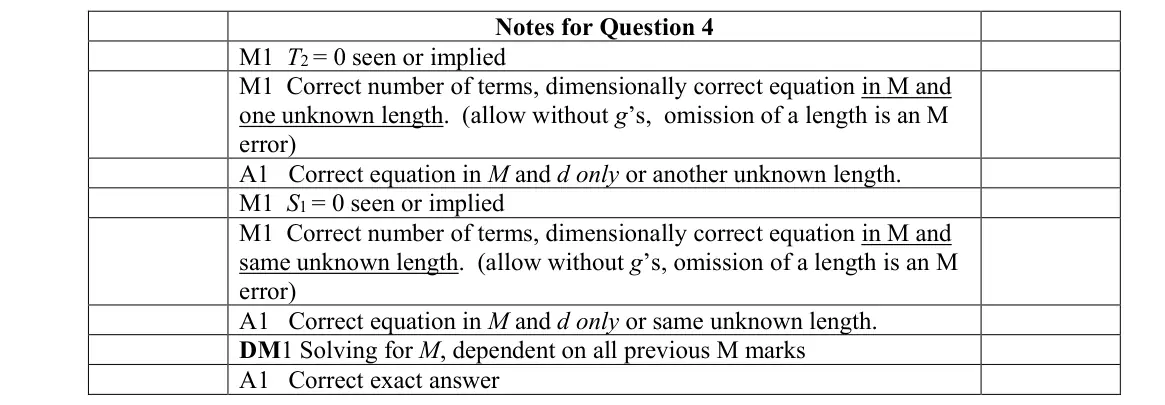 Notes for Question 4
M1 T₂ = 0 seen or implied
M1 Correct number of terms, dimensionally correct equation in M and
one unknown length. (allow without g’s, omission of a length is an M
error)
A1 Correct equation in M and d only or another unknown length.
M1 S₁ = 0 seen or implied
M1 Correct number of terms, dimensionally correct equation in M and
same unknown length. (allow without g’s, omission of a length is an M
error)
A1 Correct equation in M and d only or same unknown length.
DM1 Solving for M, dependent on all previous M marks
A1 Correct exact answer